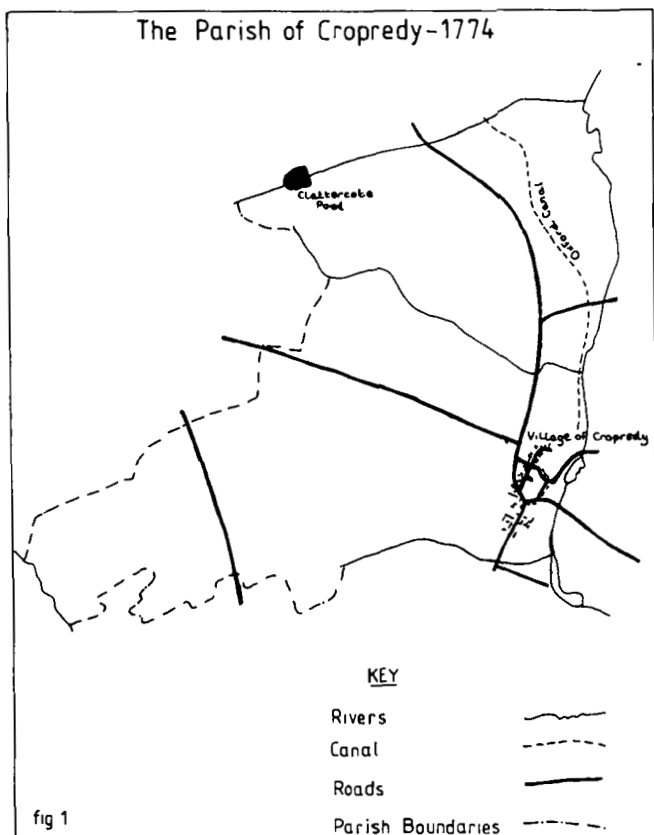 The Parish of Cropredy-1774
Clattercote
Pool
Oxford Canal
Village of Cropredy
KEY
Rivers
Canal
Roads
Parish Boundaries
fig 1